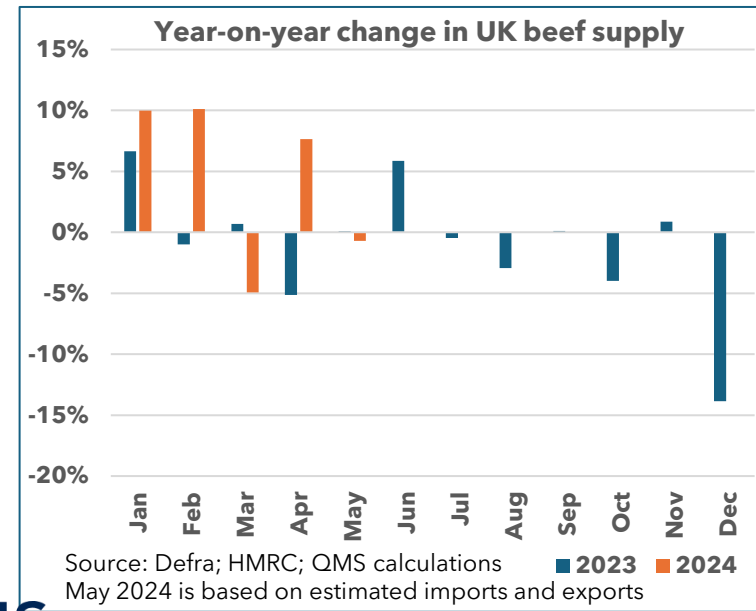 Year-on-year change in UK beef supply
15%
10%
5%
0%
-5%
-10%
-15%
-20%
Jan Feb Mar Apr May Jun Jul Aug Sep Oct Nov Dec
Source: Defra; HMRC; QMS calculations ■ 2023 ■ 2024
May 2024 is based on estimated imports and exports